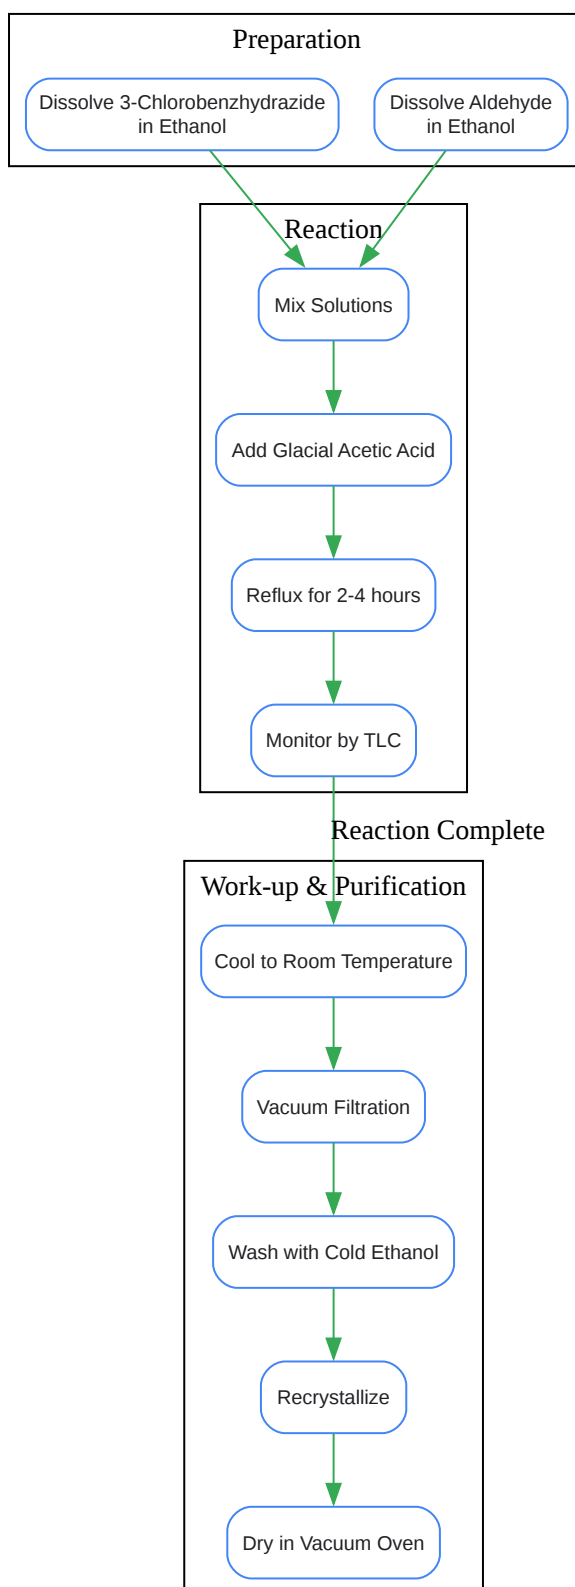 Preparation
Dissolve 3-Chlorobenzhydrazide
in Ethanol
Dissolve Aldehyde
in Ethanol
Reaction
Mix Solutions
Add Glacial Acetic Acid
Reflux for 2-4 hours
Monitor by TLC
Reaction Complete
Work-up & Purification
Cool to Room Temperature
Vacuum Filtration
Wash with Cold Ethanol
Recrystallize
Dry in Vacuum Oven